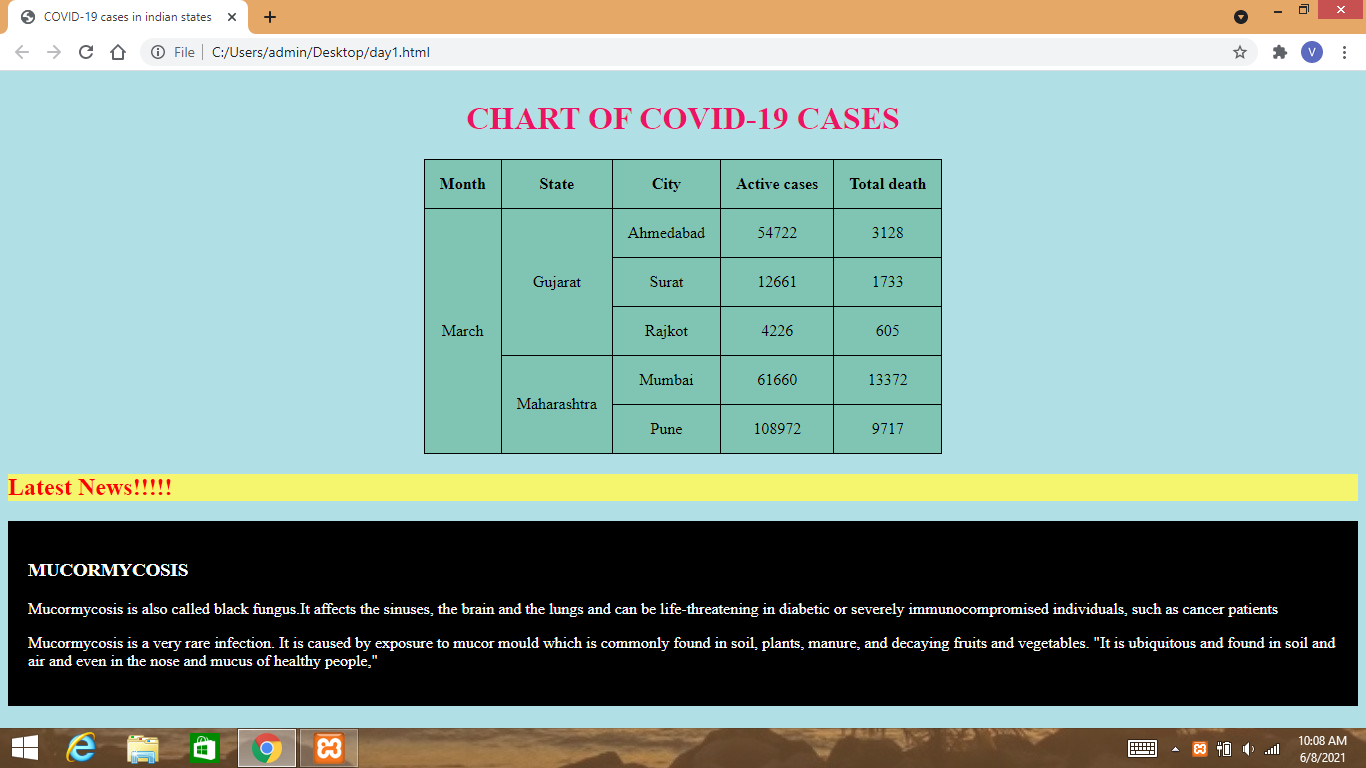 COVID-19 cases in indian states
File
C:/Users/admin/Desktop/day1.html
V
CHART OF COVID-19 CASES
Month State City Active cases Total death
March Gujarat Ahmedabad 54722 3128
Surat 12661 1733
Rajkot 4226 605
Maharashtra Mumbai 61660 13372
Pune 108972 9717
Latest News!!!!!
MUCORMYCOSIS
Mucormycosis is also called black fungus.It affects the sinuses, the brain and the lungs and can be life-threatening in diabetic or severely immunocompromised individuals, such as cancer patients
Mucormycosis is a very rare infection. It is caused by exposure to mucor mould which is commonly found in soil, plants, manure, and decaying fruits and vegetables. "It is ubiquitous and found in soil and
air and even in the nose and mucus of healthy people,"
10:08 AM
6/8/2021